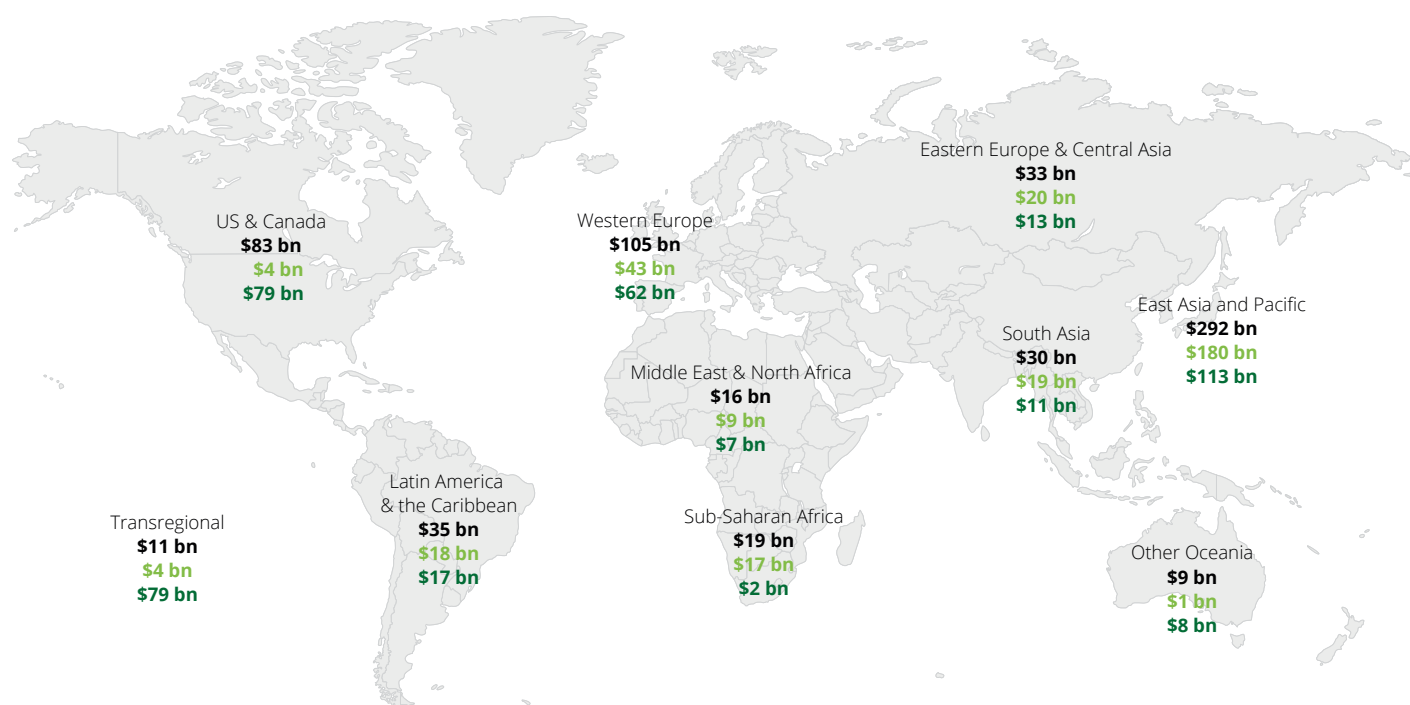 Eastern Europe & Central Asia
$33 bn
$20 bn
$13 bn
US & Canada
$83 bn
$4 bn
$79 bn
Western Europe
$105 bn
$43 bn
$62 bn
East Asia and Pacific
$292 bn
$180 bn
$113 bn
South Asia
$30 bn
$19 bn
$11 bn
Middle East & North Africa
$16 bn
$9 bn
$7 bn
Latin America
& the Caribbean
$35 bn
$18 bn
$17 bn
Transregional
$11 bn
$4 bn
$79 bn
Sub-Saharan Africa
$19 bn
$17 bn
$2 bn
Other Oceania
$9 bn
$1 bn
$8 bn